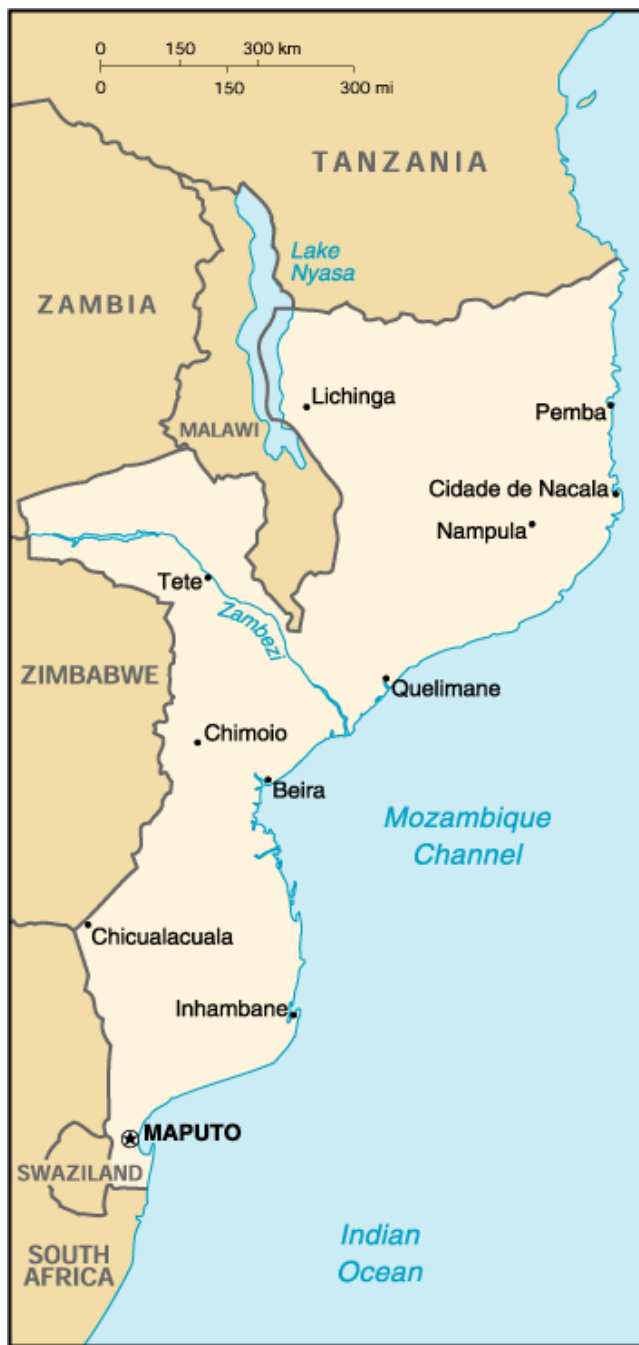 0 150 300 km
0 150 300 mi
TANZANIA
Lake
Nyasa
ZAMBIA
Lichinga
Pemba
MALAWI
Cidade de Nacala
Nampula
Tete
Zambezi
ZIMBABWE
Quelimane
Chimoio
Beira
Mozambique
Channel
Chicualacuala
Inhambane
MAPUTO
SWAZILAND
SOUTH
AFRICA
Indian
Ocean